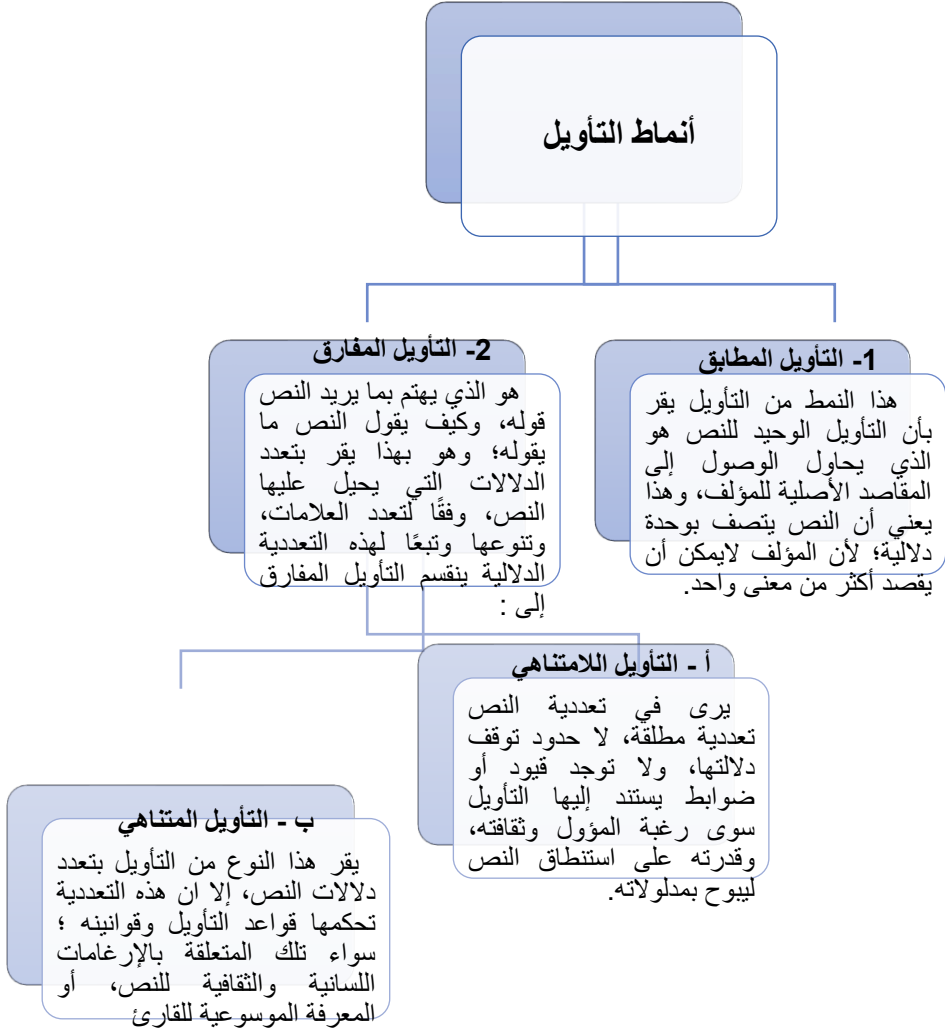 أنماط التأويل
1- التأويل المطابق
هذا النمط من التأويل يقر
بأن التأويل الوحيد للنص هو
الذي يحاول الوصول إلى
المقاصد الأصلية للمؤلف، وهذا
يعني أن النص يتصف بوحدة
دلالية؛ لأن المؤلف لايمكن أن
يقصد أكثر من معنى واحد.
2- التأويل المفارق
هو الذي يهتم بما يريد النص
قوله، وكيف يقول النص ما
يقوله؛ وهو بهذا يقر بتعدد
الدلالات التي يحيل عليها
النص، وفقًا لتعدد العلامات،
وتنوعها وتبعًا لهذه التعددية
الدلالية ينقسم التأويل المفارق
إلى :
أ - التأويل اللامتناهي
يرى في تعددية النص
تعددية مطلقة، لا حدود توقف
دلالتها، ولا توجد قيود أو
ضوابط يستند إليها التأويل
سوى رغبة المؤول وثقافته،
وقدرته على استنطاق النص
ليبوح بمدلولاته.
ب - التأويل المتناهي
يقر هذا النوع من التأويل بتعدد
دلالات النص، إلا ان هذه التعددية
تحكمها قواعد التأويل وقوانينه ؛
سواء تلك المتعلقة بالإرغامات
اللسانية والثقافية للنص، أو
المعرفة الموسوعية للقارئ